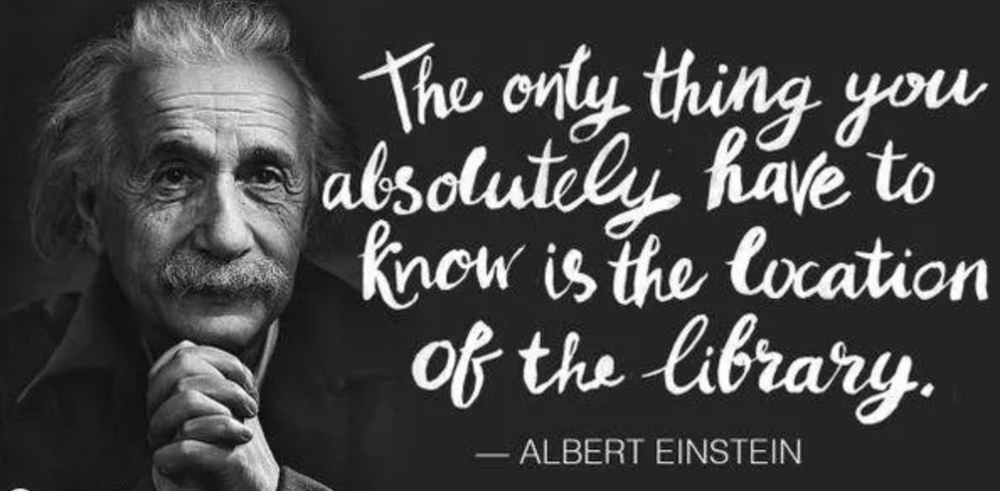 The only thing you
absolutely have to
know is the location
of the library.
— ALBERT EINSTEIN